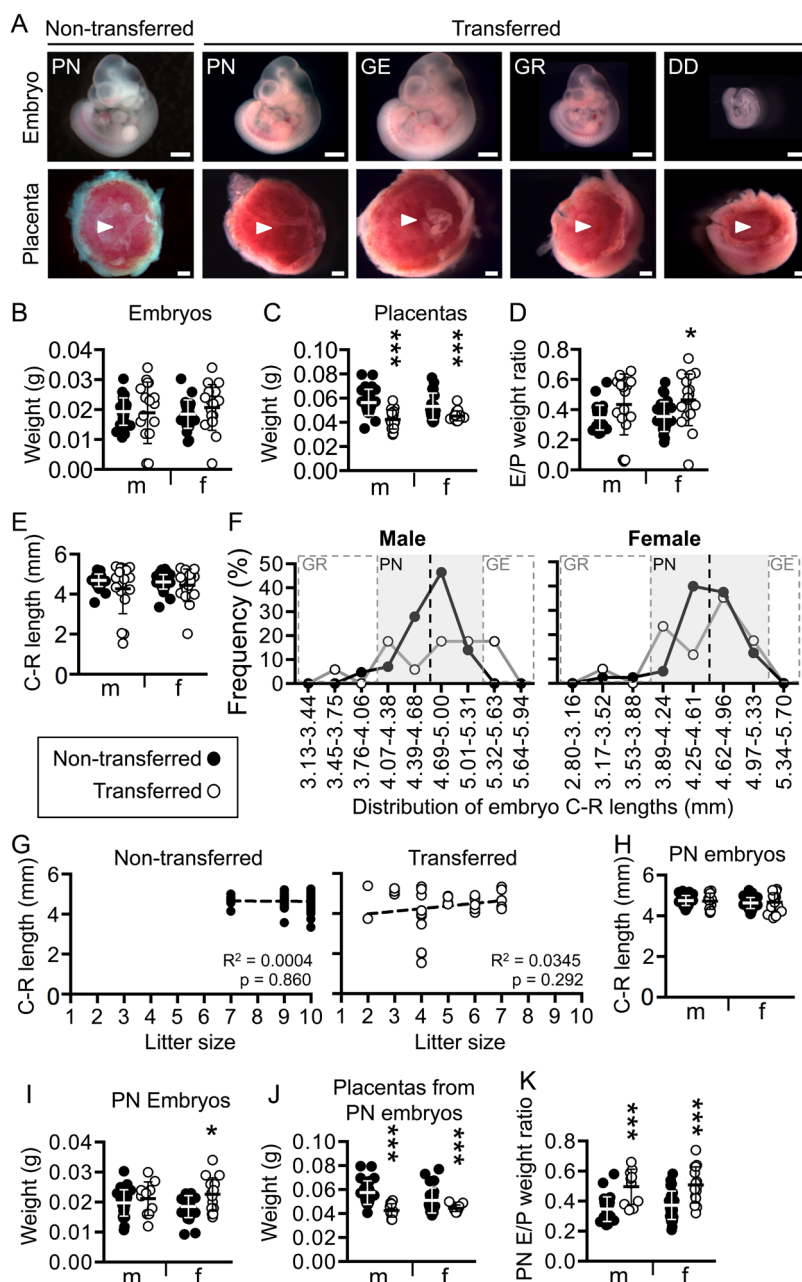 A
Non-transferred Transferred
Embryo
PN PN GE GR DD
Placenta
B Embryos
Weight (g)
0.04
0.03
0.02
0.01
0.00
m f
C Placentas
Weight (g)
0.10
0.08
0.06
0.04
0.02
0.00
*** ***
m f
D
E/P weight ratio
0.8
0.6
0.4
0.2
0.0
*
m f
E
C-R length (mm)
6
4
2
0
m f
F
Male Female
Frequency (%)
50
40
30
20
10
0
GR PN GE GR PN GE
3.13-3.44
3.45-3.75
3.76-4.06
4.07-4.38
4.39-4.68
4.69-5.00
5.01-5.31
5.32-5.63
5.64-5.94
2.80-3.16
3.17-3.52
3.53-3.88
3.89-4.24
4.25-4.61
4.62-4.96
4.97-5.33
5.34-5.70
Distribution of embryo C-R lengths (mm)
Non-transferred
Transferred
G
Non-transferred Transferred
C-R length (mm)
6
4
2
0
R² = 0.0004
p = 0.860
R² = 0.0345
p = 0.292
1 2 3 4 5 6 7 8 9 10 1 2 3 4 5 6 7 8 9 10
Litter size Litter size
H
PN embryos
C-R length (mm)
6
4
2
0
m f
I
PN Embryos
Weight (g)
0.04
0.03
0.02
0.01
0.00
*
m f
J
Placentas from
PN embryos
Weight (g)
0.10
0.08
0.06
0.04
0.02
0.00
*** ***
m f
K
PN E/P weight ratio
0.8
0.6
0.4
0.2
0.0
*** ***
m f